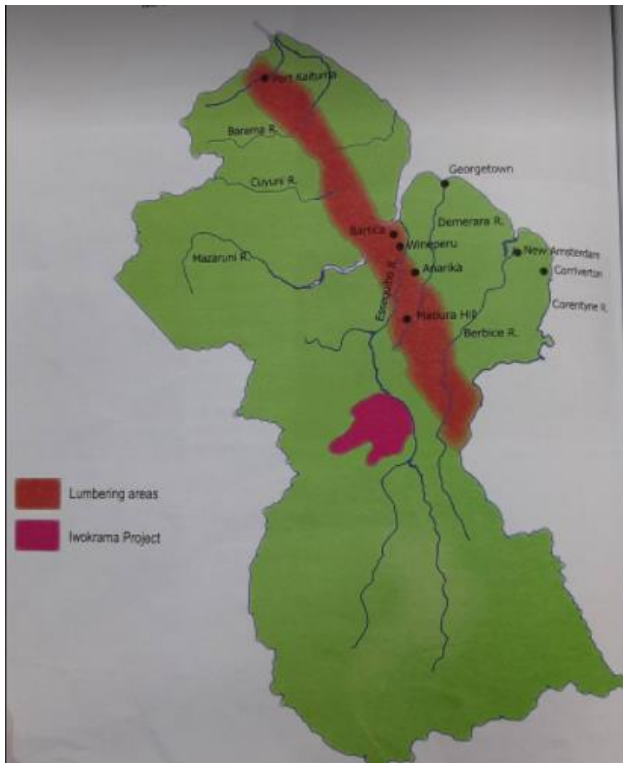 Port Kaituma
Barama R.
Cuyuni R.
Georgetown
Demerara R.
Bartica
Wineperu
New Amsterdam
Mazaruni R.
Anarika
Corriverton
Essequibo R.
Mabura Hill
Corentyne R.
Berbice R.
Lumbering areas
Iwokrama Project